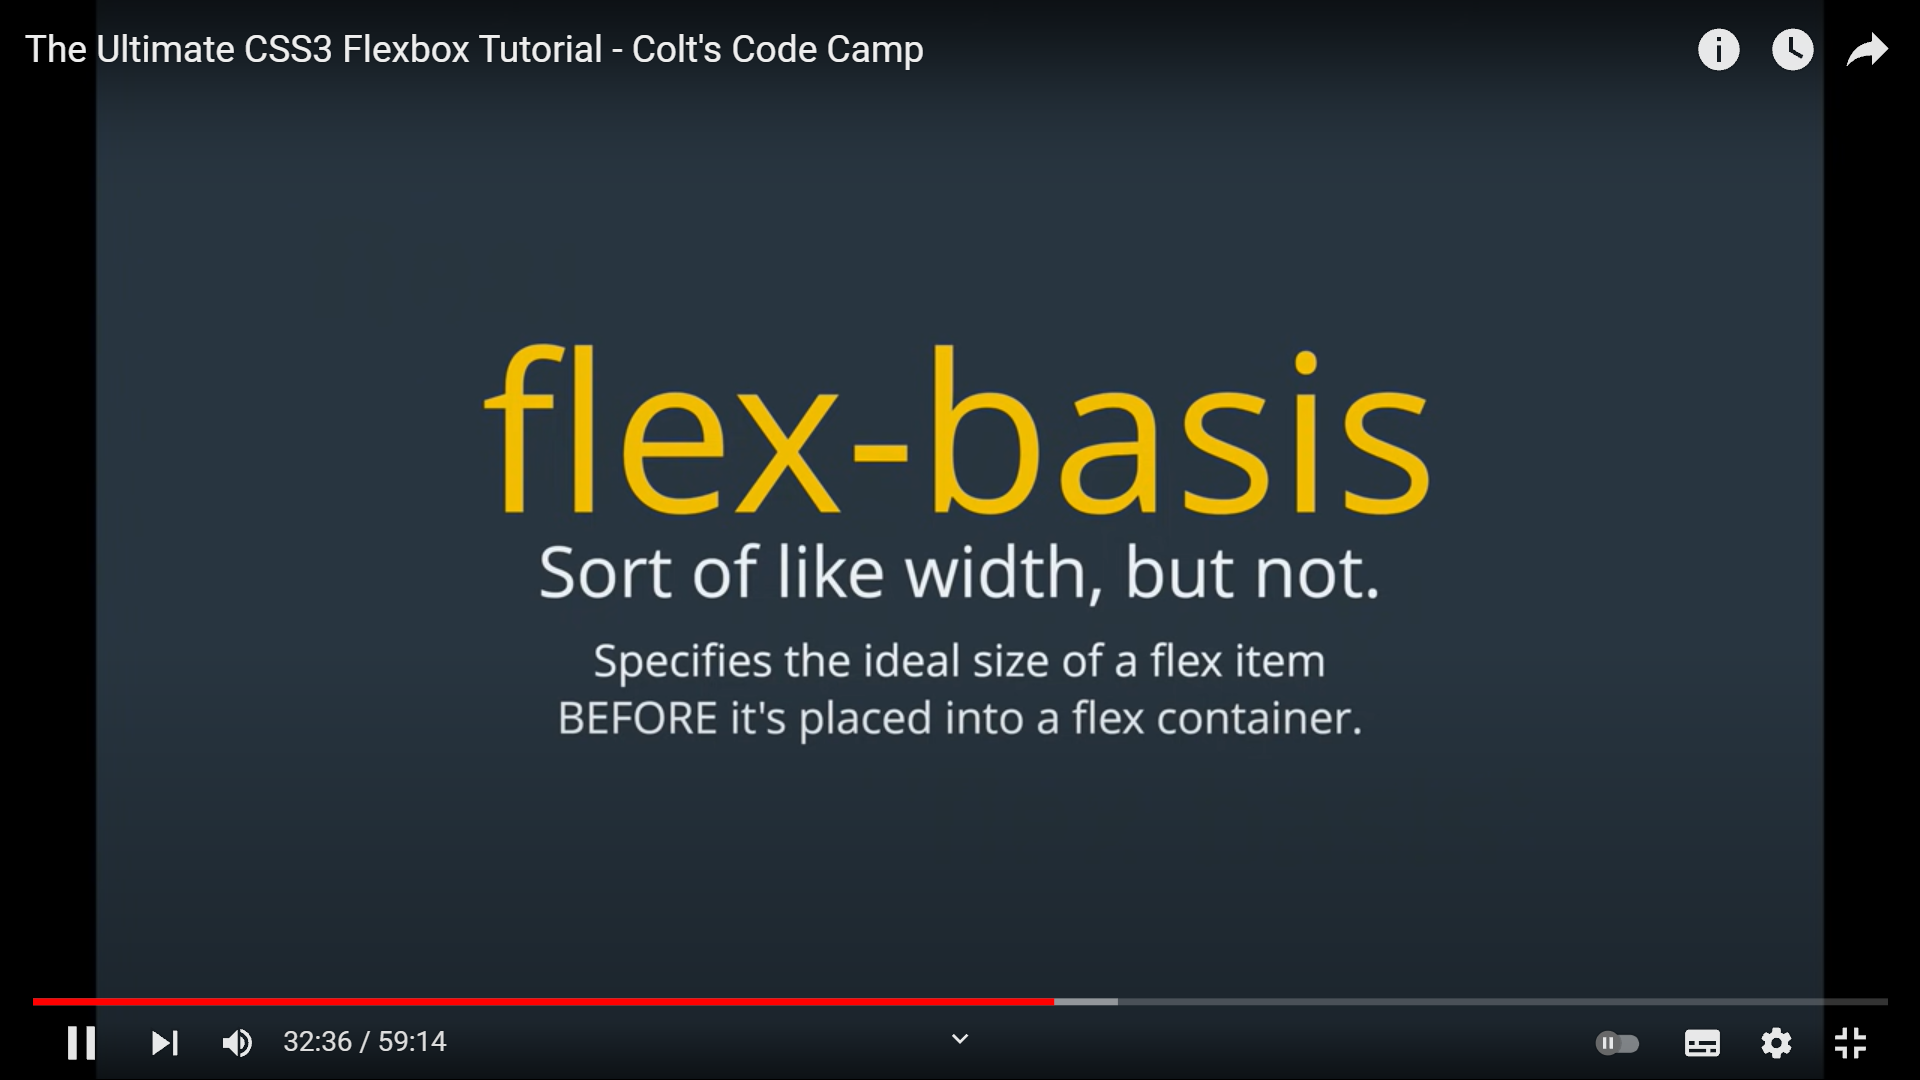 The Ultimate CSS3 Flexbox Tutorial - Colt's Code Camp
flex-basis
Sort of like width, but not.
Specifies the ideal size of a flex item
BEFORE it's placed into a flex container.
32:36 / 59:14